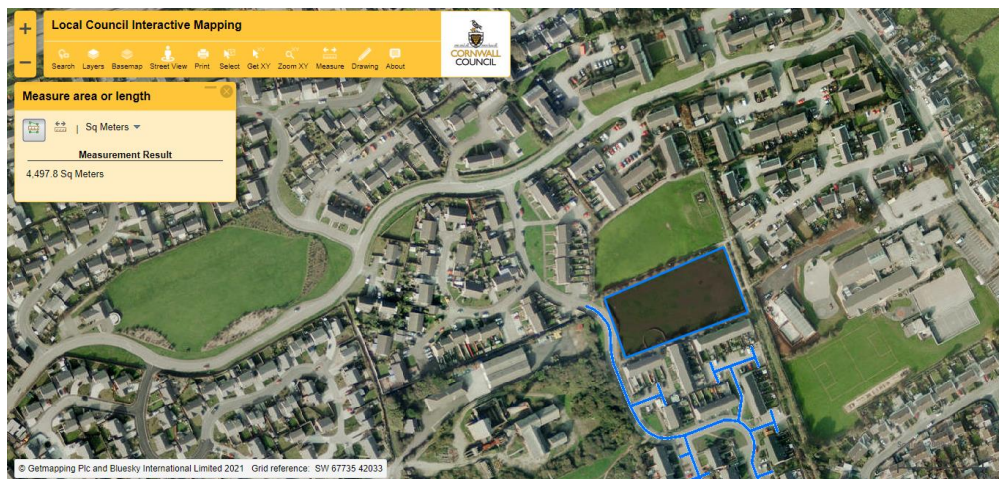 Local Council Interactive Mapping
Search Layers Basemap Street View Print Select Get XY Zoom XY Measure Drawing About
CORNWALL
COUNCIL
Measure area or length
| Sq Meters
Measurement Result
4,497.8 Sq Meters
© Getmapping Plc and Bluesky International Limited 2021 Grid reference: SW 67735 42033